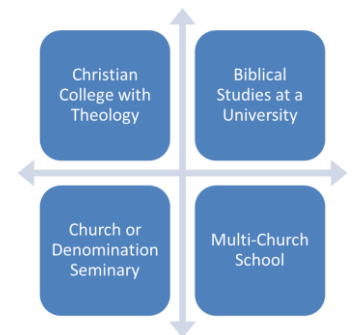 Christian
College with
Theology
Biblical
Studies at a
University
Church or
Denomination
Seminary
Multi-Church
School